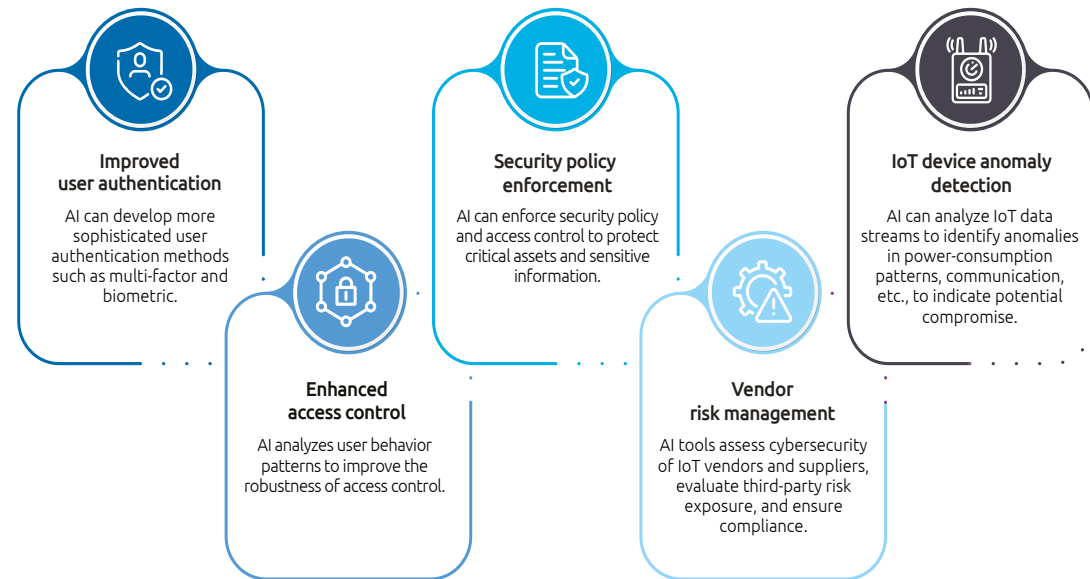 Improved
user authentication
AI can develop more
sophisticated user
authentication methods
such as multi-factor and
biometric.
Enhanced
access control
AI analyzes user behavior
patterns to improve the
robustness of access control.
Security policy
enforcement
AI can enforce security policy
and access control to protect
critical assets and sensitive
information.
Vendor
risk management
AI tools assess cybersecurity
of IoT vendors and suppliers,
evaluate third-party risk
exposure, and ensure
compliance.
IoT device anomaly
detection
AI can analyze IoT data
streams to identify anomalies
in power-consumption
patterns, communication,
etc., to indicate potential
compromise.